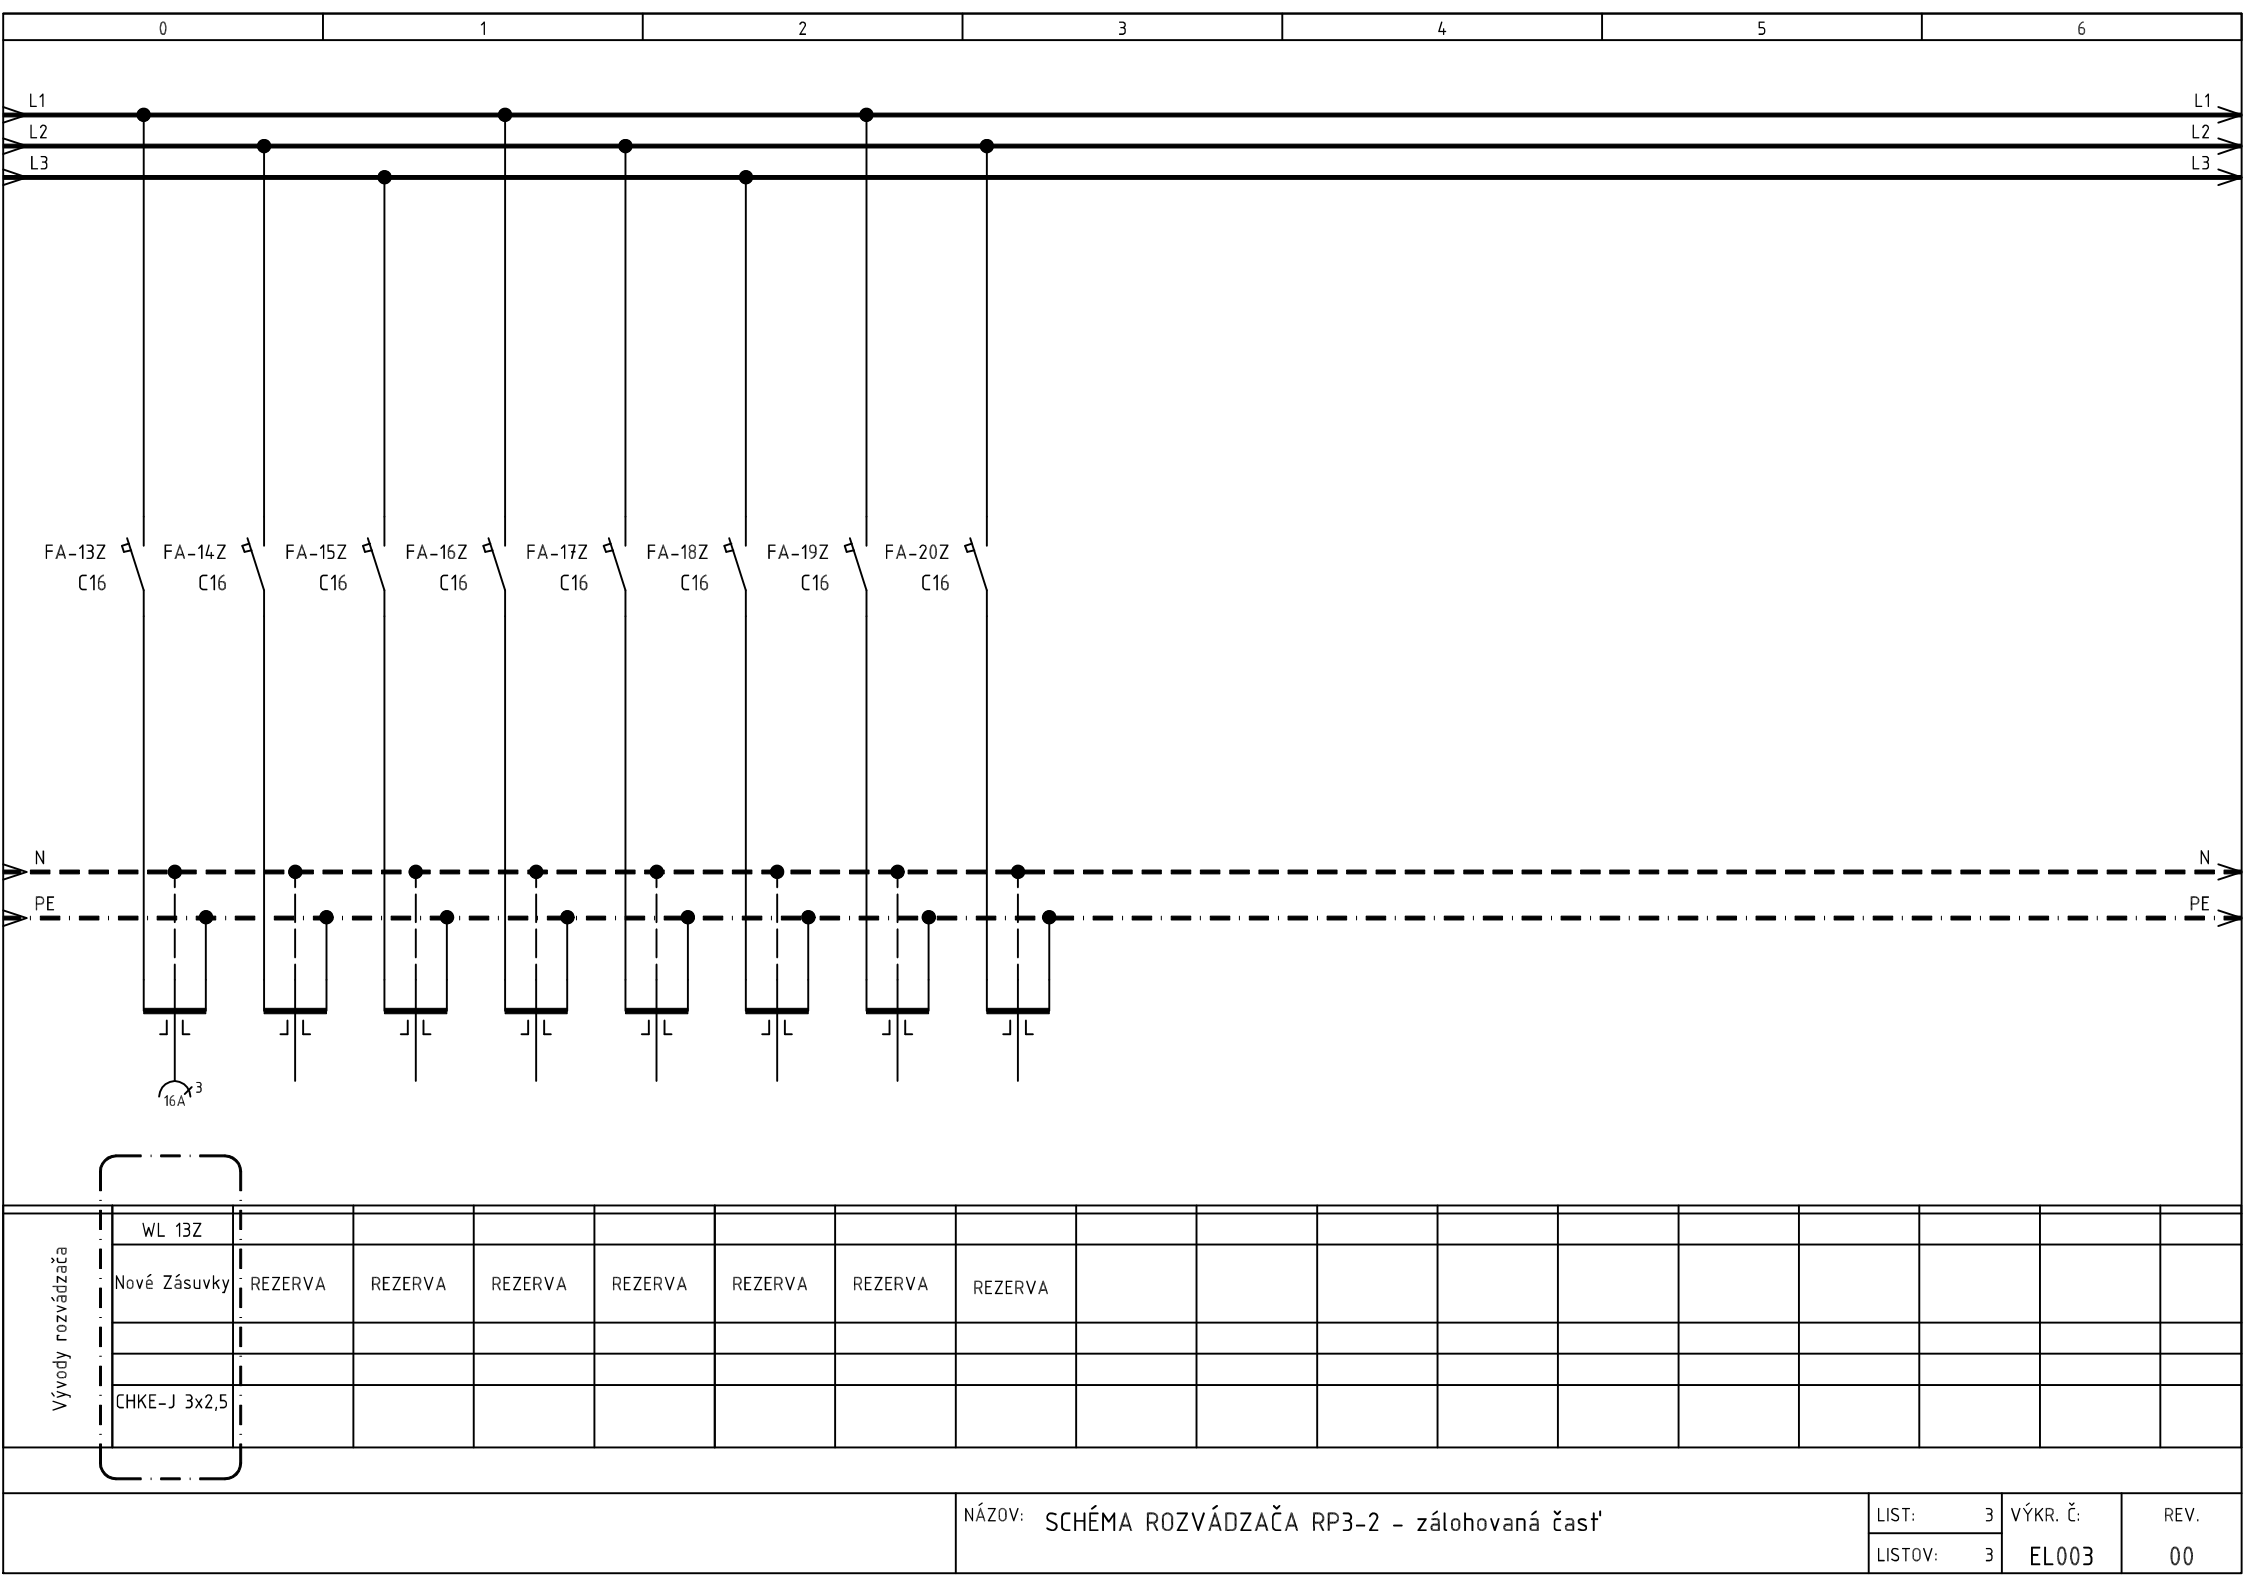 0 1 2 3 4 5 6
L1 L1
L2 L2
L3 L3
FA-13Z FA-14Z FA-15Z FA-16Z FA-17Z FA-18Z FA-19Z FA-20Z
C16 C16 C16 C16 C16 C16 C16 C16
N N
PE PE
3
16A
Vývody rozvádzača
WL 13Z
Nové Zásuvky REZERVA REZERVA REZERVA REZERVA REZERVA REZERVA REZERVA
CHKE-J 3x2,5
NÁZOV: SCHÉMA ROZVÁDZAČA RP3-2 - zálohovaná časť
LIST: 3 VÝKR. Č: REV.
LISTOV: 3 EL003 00